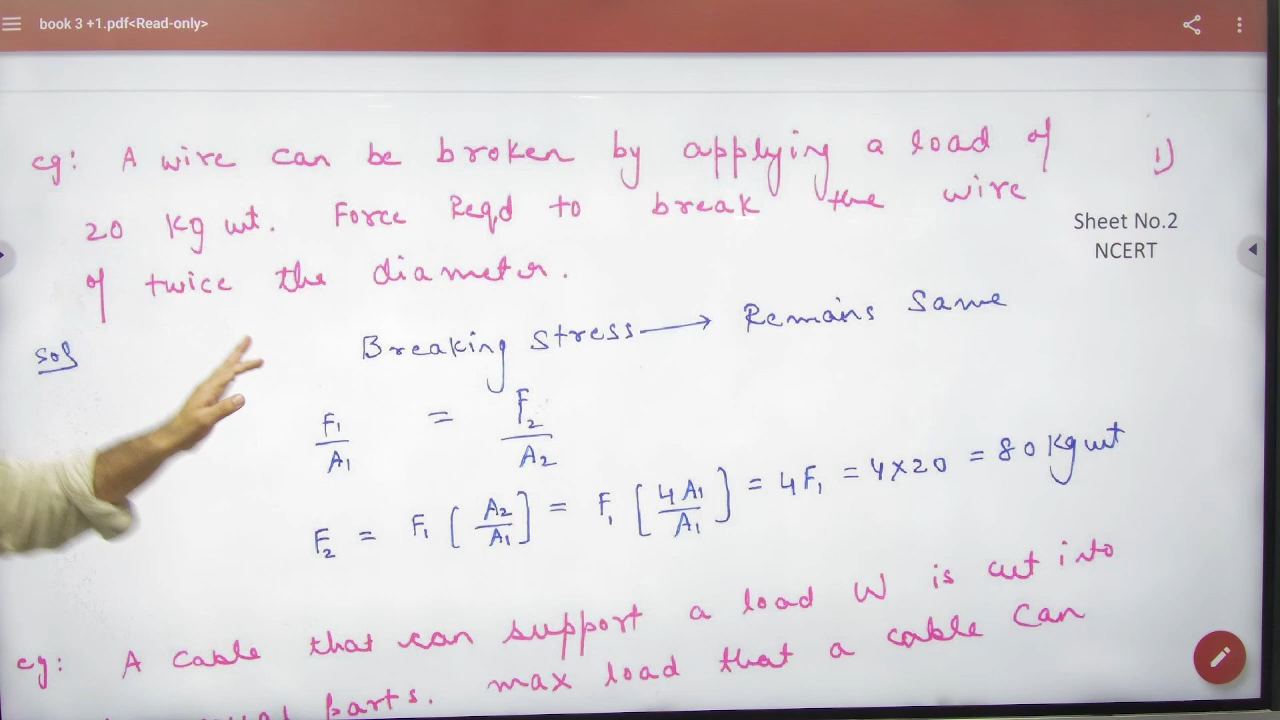 book 3 +1.pdf<Read-only>
eg: A wire can be broken by applying a load of
20 Kg wt. Force Reqd to break the wire
of twice the diameter.
1)
Sheet No.2
NCERT
Sol
Breaking stress → Remains Same
F₁/A₁ = F₂/A₂
F₂ = F₁ [A₂/A₁] = F₁ [4A₁/A₁] = 4F₁ = 4×20 = 80 Kg wt
eg: A cable that can support a load W is cut into
parts. max load that a cable can